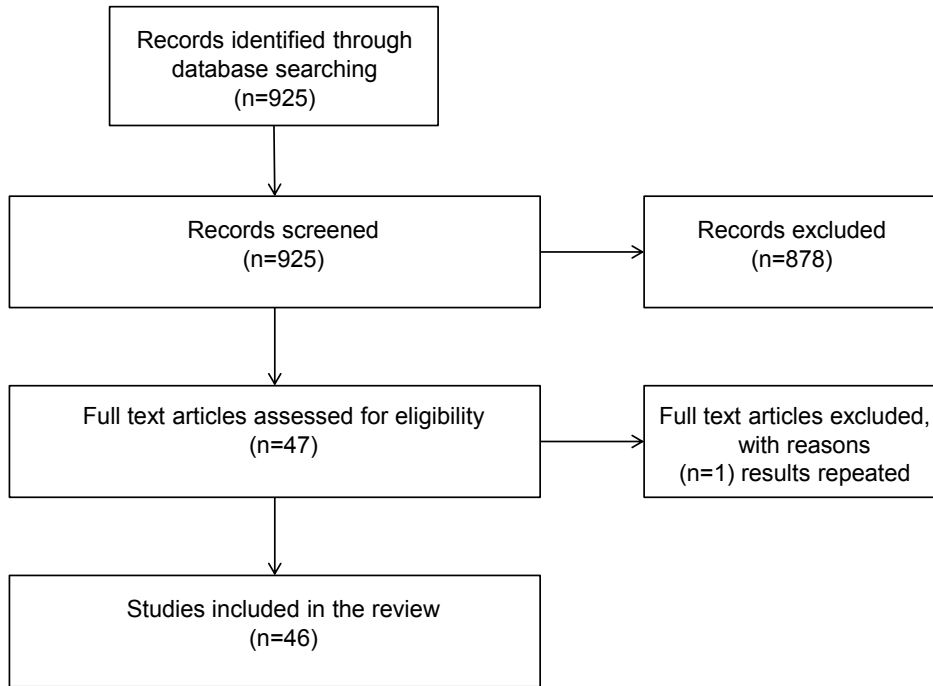 Records identified through
database searching
(n=925)
Records screened
(n=925)
Records excluded
(n=878)
Full text articles assessed for eligibility
(n=47)
Full text articles excluded,
with reasons
(n=1) results repeated
Studies included in the review
(n=46)